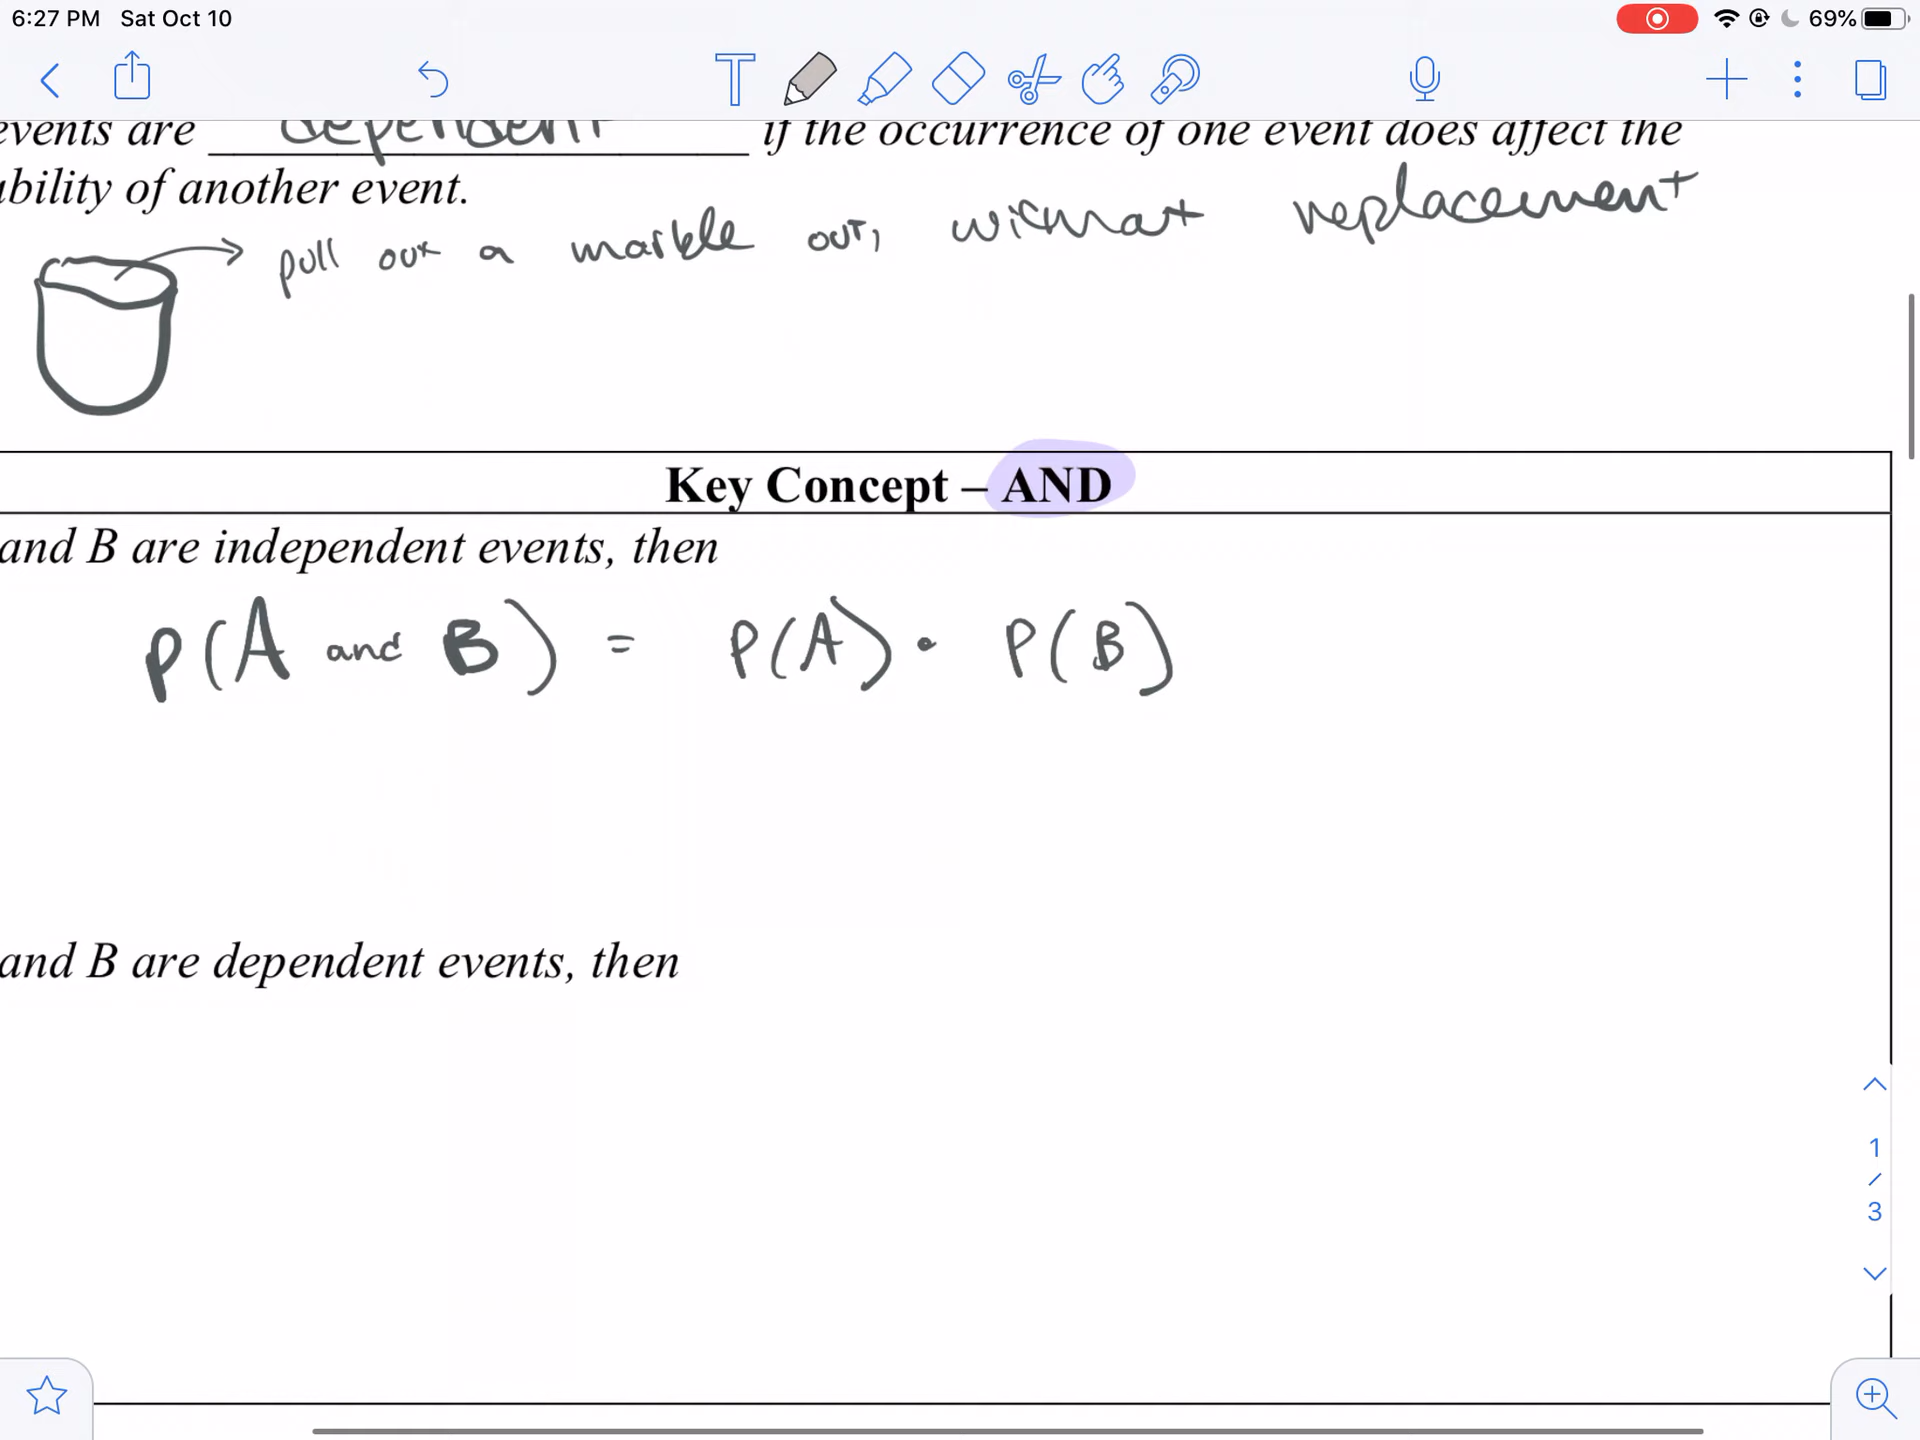 6:27 PM Sat Oct 10
69%
T
events are dependent if the occurrence of one event does affect the
ability of another event.
pull out a marble out, without replacement
Key Concept – AND
and B are independent events, then
P(A and B) = P(A) • P(B)
and B are dependent events, then
1
/
3